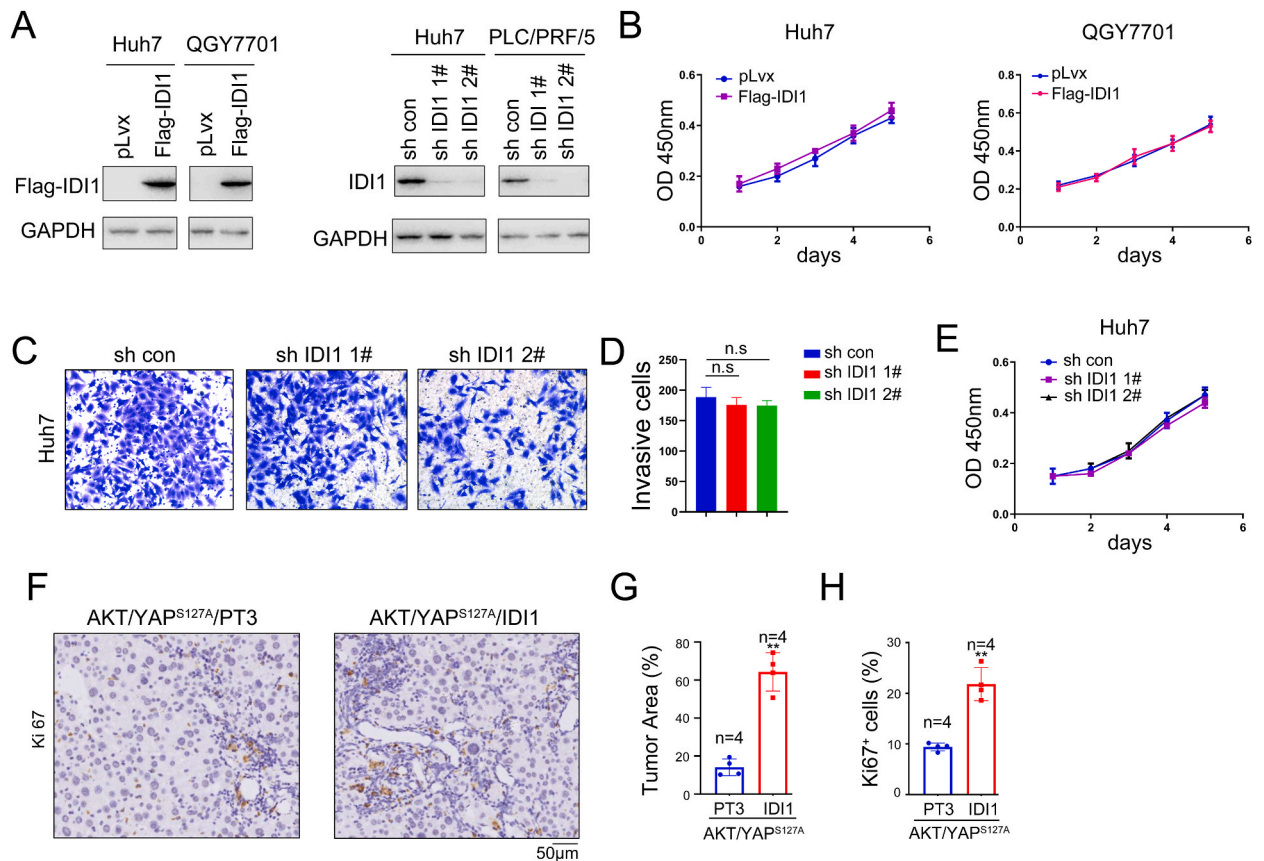 A
Huh7 QGY7701
pLvx Flag-IDI1 pLvx Flag-IDI1
Flag-IDI1
GAPDH
Huh7 PLC/PRF/5
sh con sh IDI1 1# sh IDI1 2# sh con sh IDI1 1# sh IDI1 2#
IDI1
GAPDH
B
Huh7
pLvx
Flag-IDI1
OD 450nm
0.6
0.4
0.2
0.0
0 2 4 6
days
QGY7701
pLvx
Flag-IDI1
OD 450nm
0.8
0.6
0.4
0.2
0.0
0 2 4 6
days
C
sh con sh IDI1 1# sh IDI1 2#
Huh7
D
Invasive cells
250
200
150
100
50
0
n.s
n.s
sh con
sh IDI1 1#
sh IDI1 2#
E
Huh7
sh con
sh IDI1 1#
sh IDI1 2#
OD 450nm
0.6
0.4
0.2
0.0
0 2 4 6
days
F
AKT/YAP^S127A/PT3 AKT/YAP^S127A/IDI1
Ki 67
50μm
G
Tumor Area (%)
80
60
40
20
0
n=4
n=4
**
PT3 IDI1
AKT/YAP^S127A
H
Ki67+ cells (%)
30
20
10
0
n=4
n=4
**
PT3 IDI1
AKT/YAP^S127A